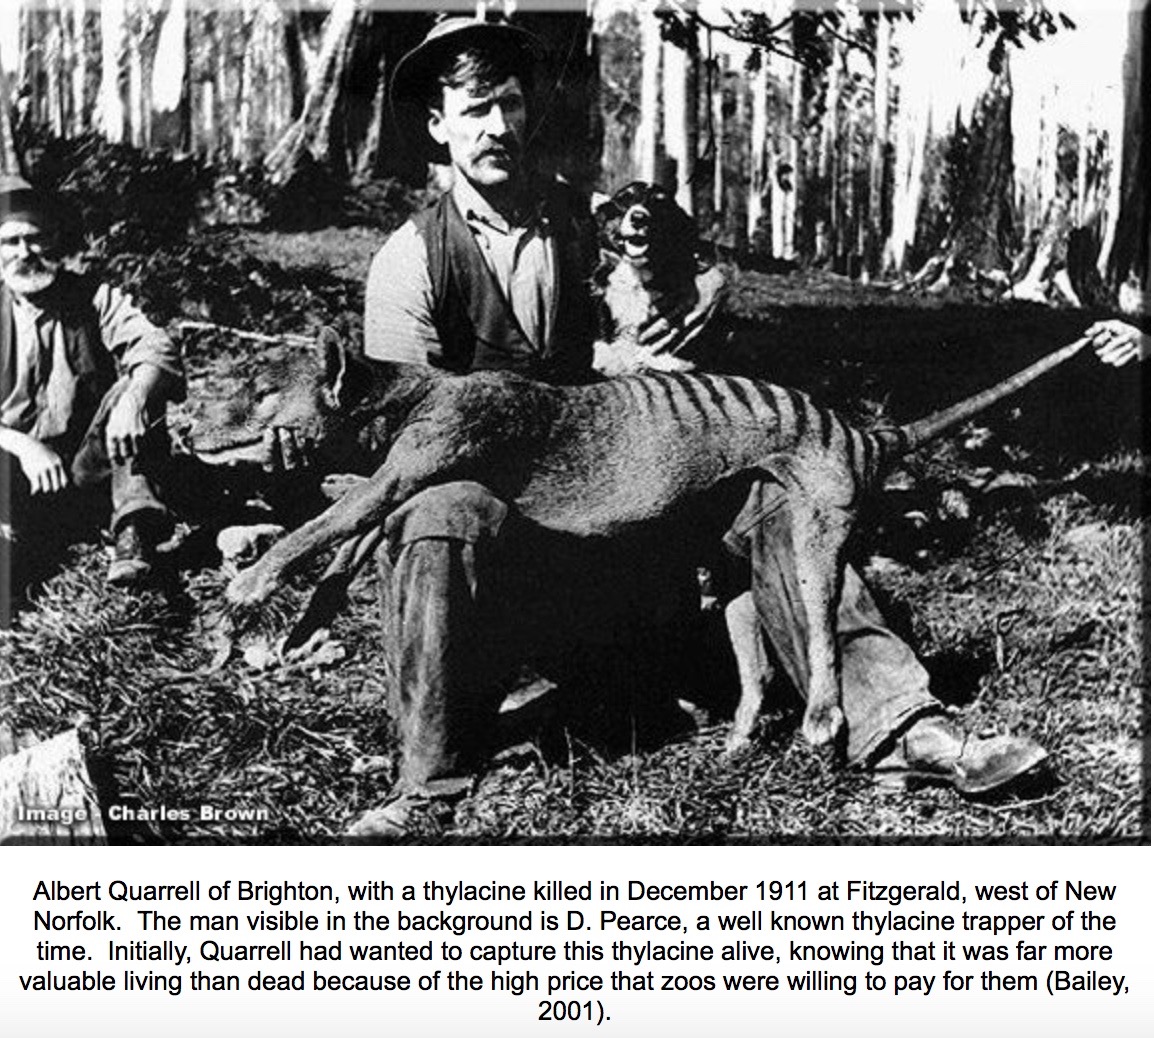 Image - Charles Brown
Albert Quarrell of Brighton, with a thylacine killed in December 1911 at Fitzgerald, west of New
Norfolk.  The man visible in the background is D. Pearce, a well known thylacine trapper of the
time.  Initially, Quarrell had wanted to capture this thylacine alive, knowing that it was far more
valuable living than dead because of the high price that zoos were willing to pay for them (Bailey,
2001).